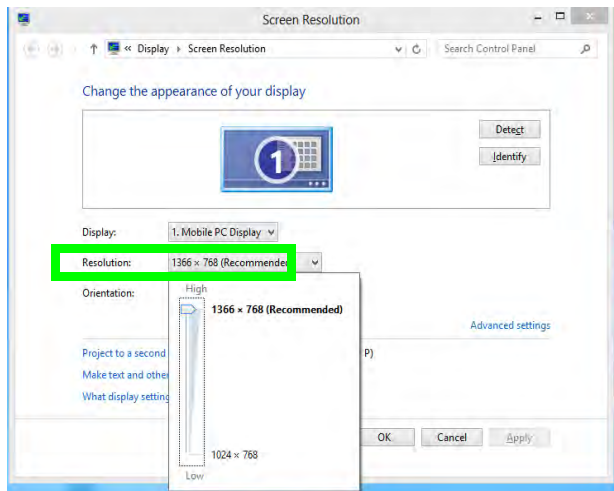 Screen Resolution
« Display Screen Resolution
Search Control Panel
Change the appearance of your display
1
Detect
Identify
Display:
1. Mobile PC Display
Resolution:
1366 × 768 (Recommended
Orientation:
High
1366 × 768 (Recommended)
Advanced settings
Project to a second P)
Make text and other
What display setting
OK Cancel Apply
1024 × 768
Low